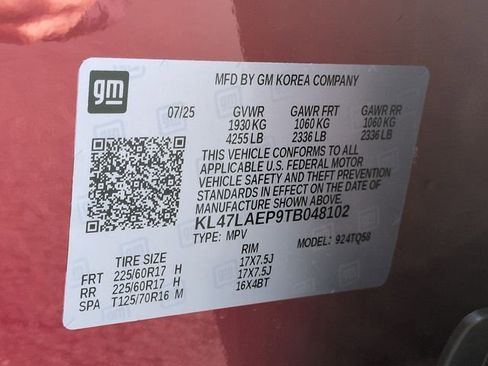 gm
MFD BY GM KOREA COMPANY
07/25 GVWR GAWR FRT GAWR RR
1930 KG 1060 KG 1060 KG
4255 LB 2336 LB 2336 LB
THIS VEHICLE CONFORMS TO ALL
APPLICABLE U.S. FEDERAL MOTOR
VEHICLE SAFETY AND THEFT PREVENTION
STANDARDS IN EFFECT ON THE DATE OF
MANUFACTURE SHOWN ABOVE.
KL47LAEP9TB048102
TYPE: MPV MODEL: 924TQ58
TIRE SIZE RIM
FRT 225/60R17 H 17X7.5J
RR 225/60R17 H 17X7.5J
SPA T125/70R16 M 16X4BT